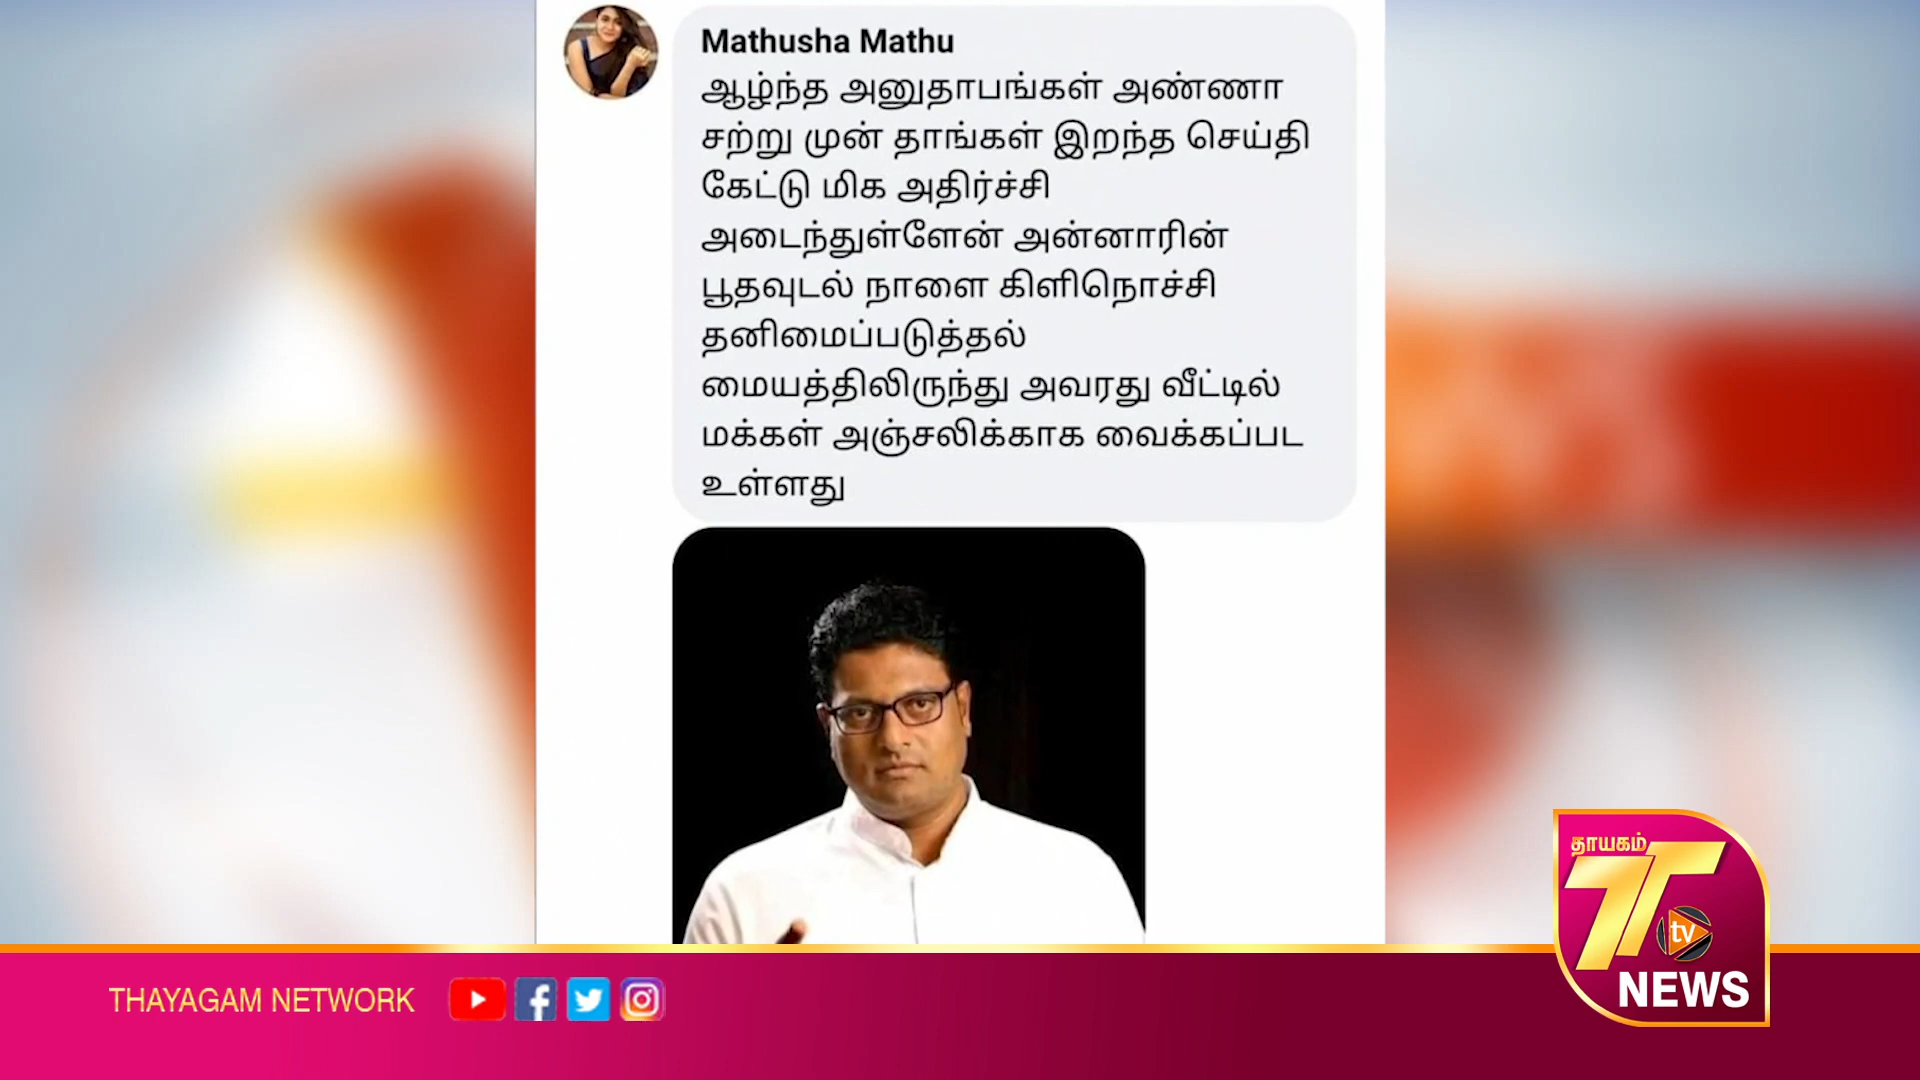 Mathusha Mathu
ஆழ்ந்த அனுதாபங்கள் அண்ணா
சற்று முன் தாங்கள் இறந்த செய்தி
கேட்டு மிக அதிர்ச்சி
அடைந்துள்ளேன் அன்னாரின்
பூதவுடல் நாளை கிளிநொச்சி
தனிமைப்படுத்தல்
மையத்திலிருந்து அவரது வீட்டில்
மக்கள் அஞ்சலிக்காக வைக்கப்பட
உள்ளது
தாயகம்
TT
tv
NEWS
THAYAGAM NETWORK